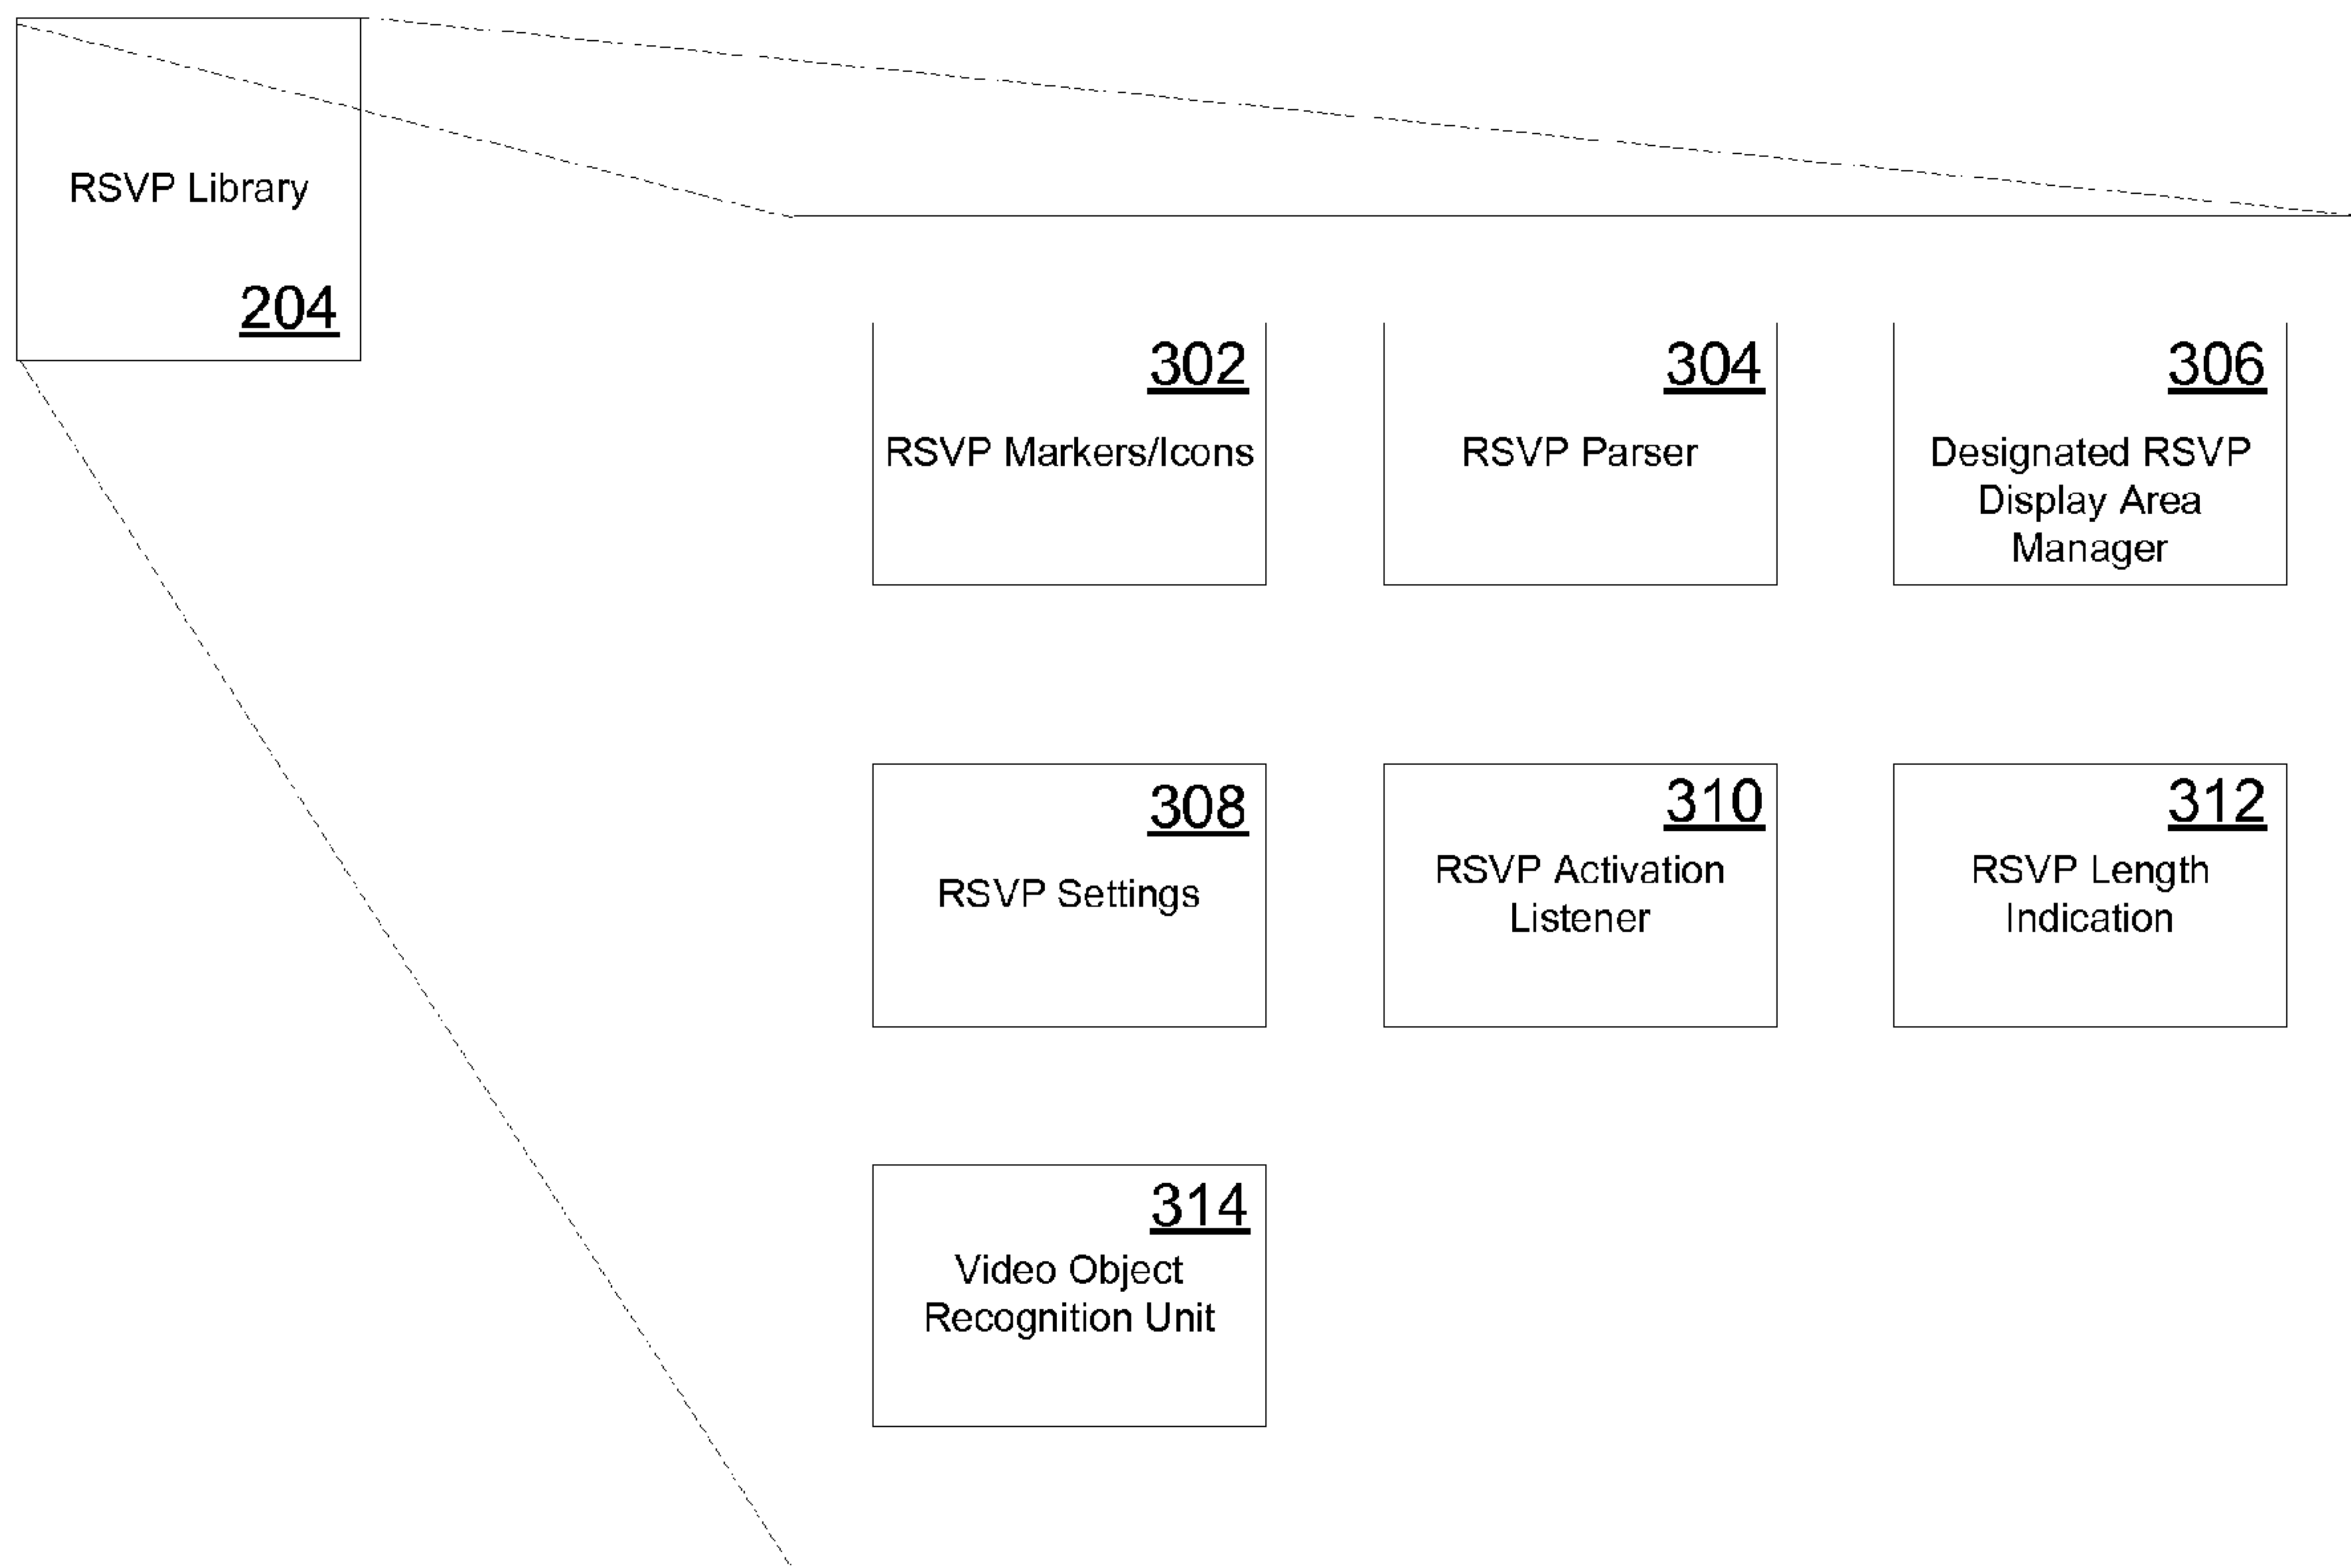 RSVP Library
204
302
RSVP Markers/Icons
304
RSVP Parser
306
Designated RSVP
Display Area
Manager
308
RSVP Settings
310
RSVP Activation
Listener
312
RSVP Length
Indication
314
Video Object
Recognition Unit